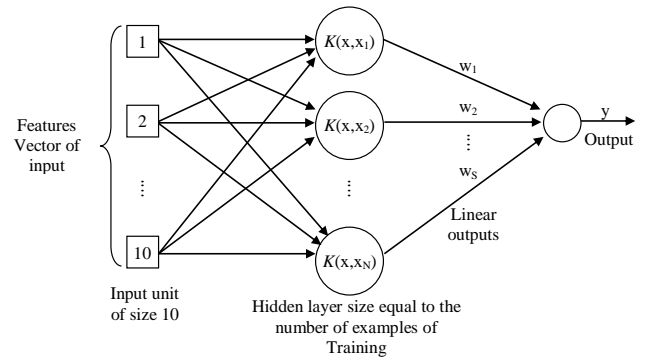 1
K(x,x₁)
w₁
Features
Vector of
input
2
K(x,x₂)
w₂
y
Output
⋮
⋮
⋮
wₛ
Linear
outputs
10
K(x,x_N)
Input unit
of size 10
Hidden layer size equal to the
number of examples of
Training